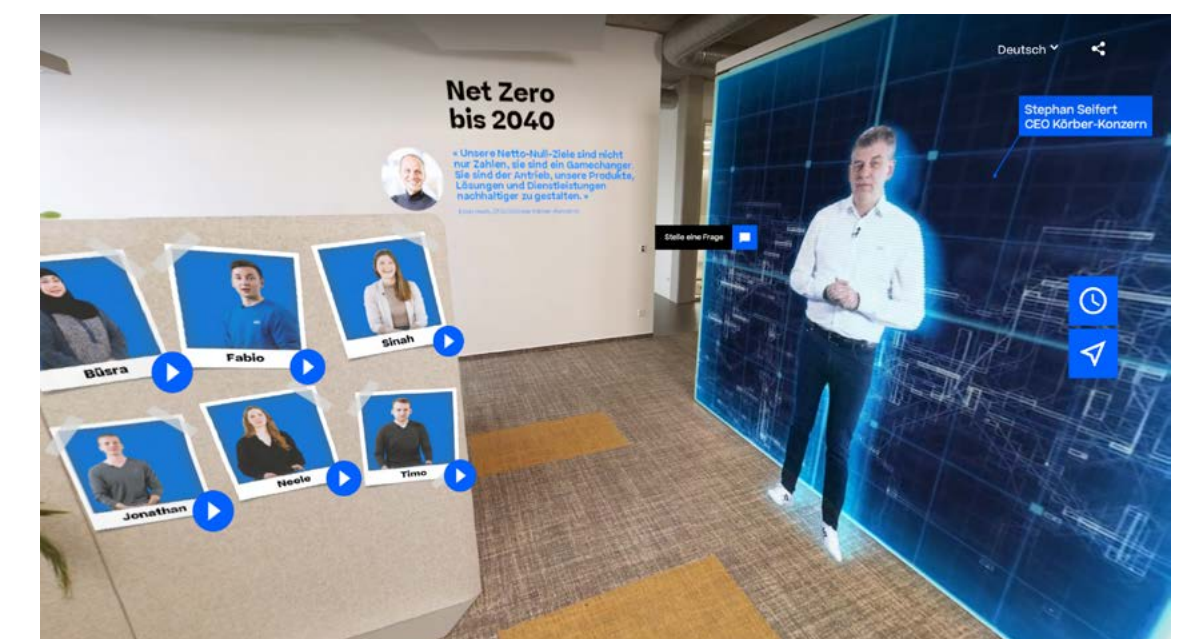 Deutsch
Stephan Seifert
CEO Körber-Konzern
Net Zero
bis 2040
« Unsere Netto-Null-Ziele sind nicht
nur Zahlen, sie sind ein Gamechanger.
Sie sind der Antrieb, unsere Produkte,
Lösungen und Dienstleistungen
nachhaltiger zu gestalten. »
Stelle eine Frage
Büsra
Fabio
Sinah
Jonathan
Neele
Timo